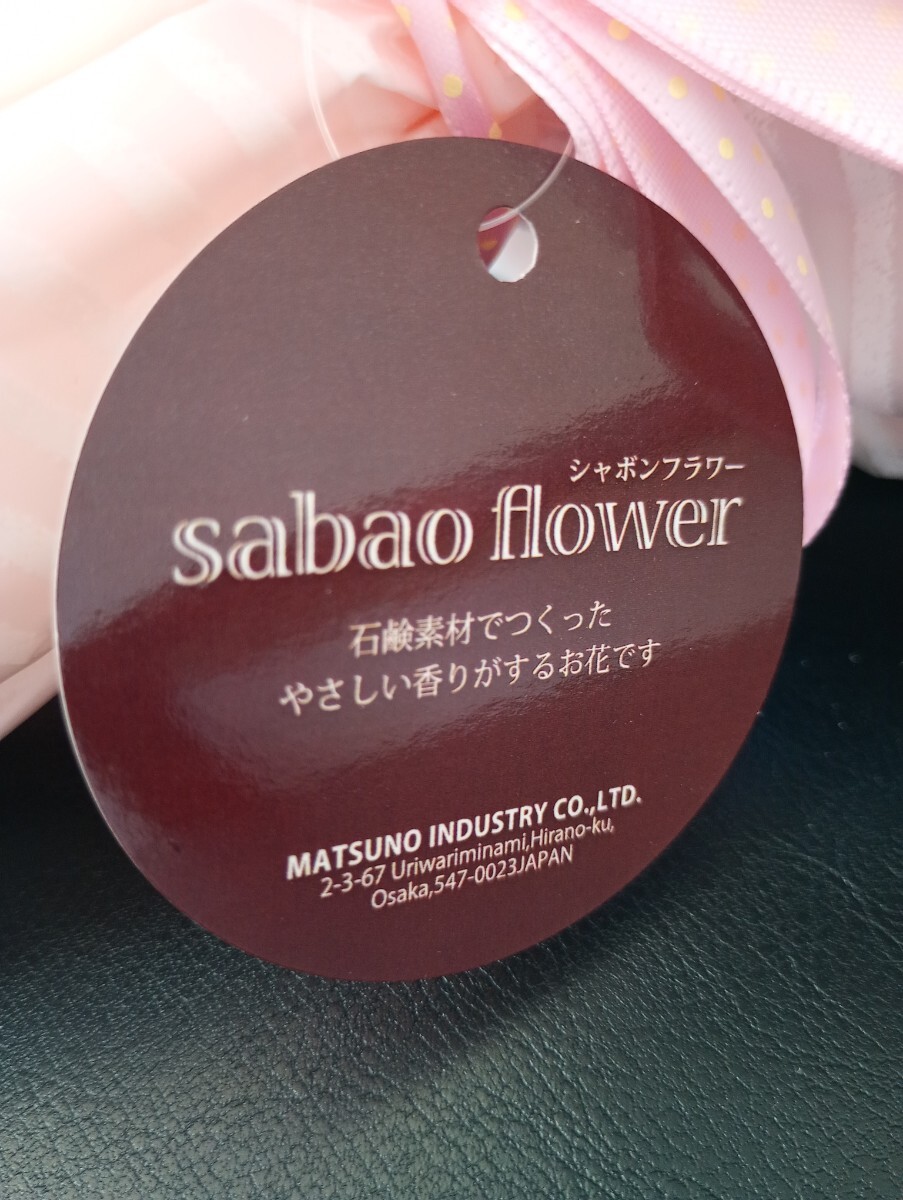 シャボンフラワー
sabao flower
石鹸素材でつくった
やさしい香りがするお花です
MATSUNO INDUSTRY CO.,LTD.
2-3-67 Uriwariminami,Hirano-ku,
Osaka,547-0023JAPAN